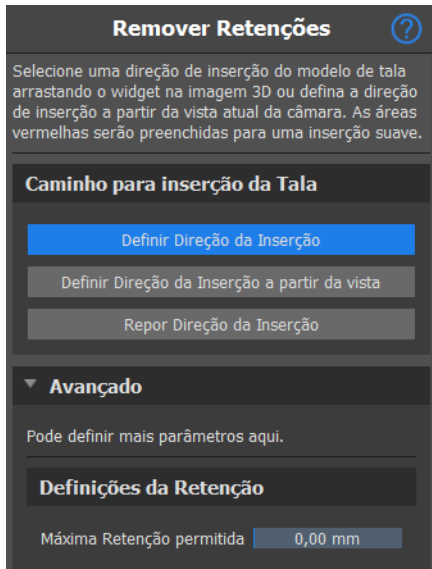 Remover Retenções
?
Selecione uma direção de inserção do modelo de tala
arrastando o widget na imagem 3D ou defina a direção
de inserção a partir da vista atual da câmara. As áreas
vermelhas serão preenchidas para uma inserção suave.
Caminho para inserção da Tala
Definir Direção da Inserção
Definir Direção da Inserção a partir da vista
Repor Direção da Inserção
Avançado
Pode definir mais parâmetros aqui.
Definições da Retenção
Máxima Retenção permitida 0,00 mm